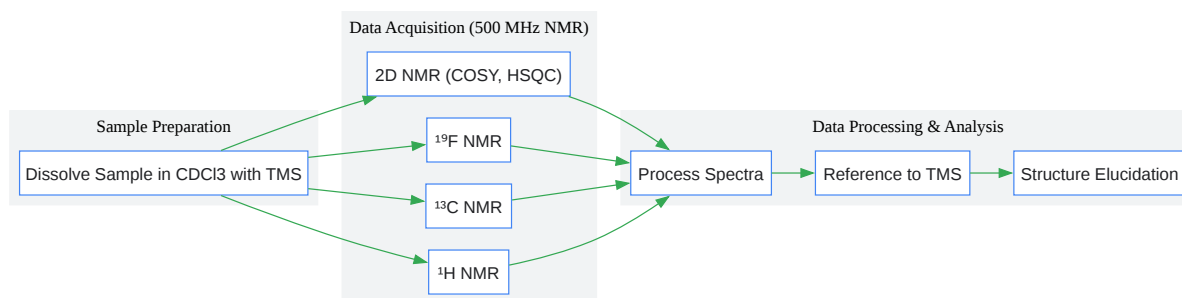 Data Acquisition (500 MHz NMR)
2D NMR (COSY, HSQC)
Sample Preparation
Data Processing & Analysis
¹⁹F NMR
Dissolve Sample in CDCl3 with TMS
Process Spectra
Reference to TMS
Structure Elucidation
¹³C NMR
¹H NMR